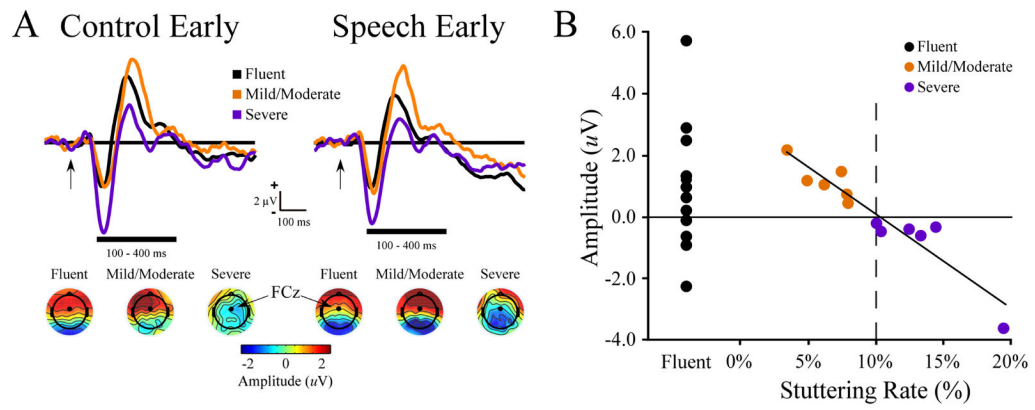 A
Control Early
Speech Early
Fluent
Mild/Moderate
Severe
+
2 µV
-
100 ms
100 - 400 ms
100 - 400 ms
Fluent
Mild/Moderate
Severe
FCz
Fluent
Mild/Moderate
Severe
-2
0
2
Amplitude (uV)
B
Fluent
Mild/Moderate
Severe
6.0
4.0
2.0
0.0
-2.0
-4.0
Amplitude (uV)
Fluent
0%
5%
10%
15%
20%
Stuttering Rate (%)